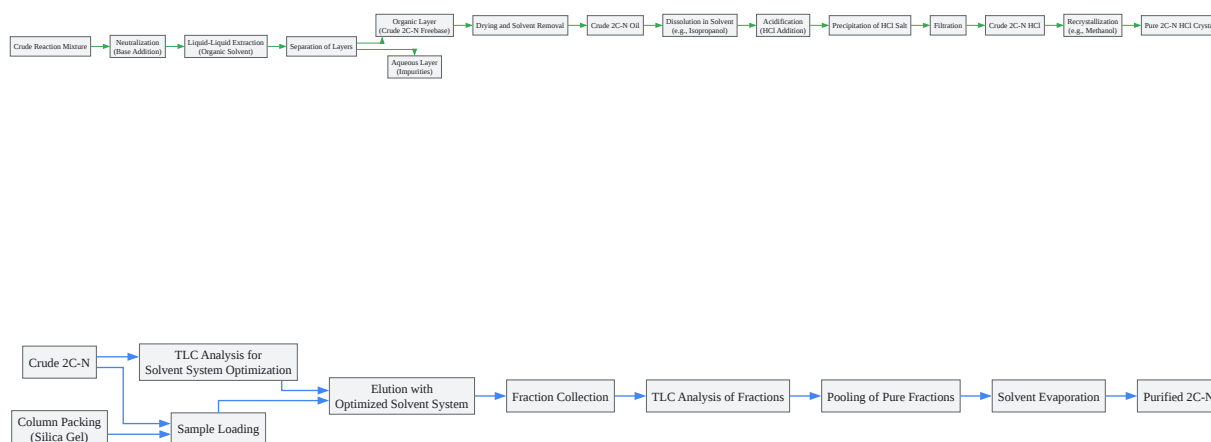 Crude Reaction Mixture
Neutralization
(Base Addition)
Liquid-Liquid Extraction
(Organic Solvent)
Separation of Layers
Organic Layer
(Crude 2C-N Freebase)
Aqueous Layer
(Impurities)
Drying and Solvent Removal
Crude 2C-N Oil
Dissolution in Solvent
(e.g., Isopropanol)
Acidification
(HCl Addition)
Precipitation of HCl Salt
Filtration
Crude 2C-N HCl
Recrystallization
(e.g., Methanol)
Pure 2C-N HCl Crysta
Crude 2C-N
TLC Analysis for
Solvent System Optimization
Column Packing
(Silica Gel)
Sample Loading
Elution with
Optimized Solvent System
Fraction Collection
TLC Analysis of Fractions
Pooling of Pure Fractions
Solvent Evaporation
Purified 2C-N